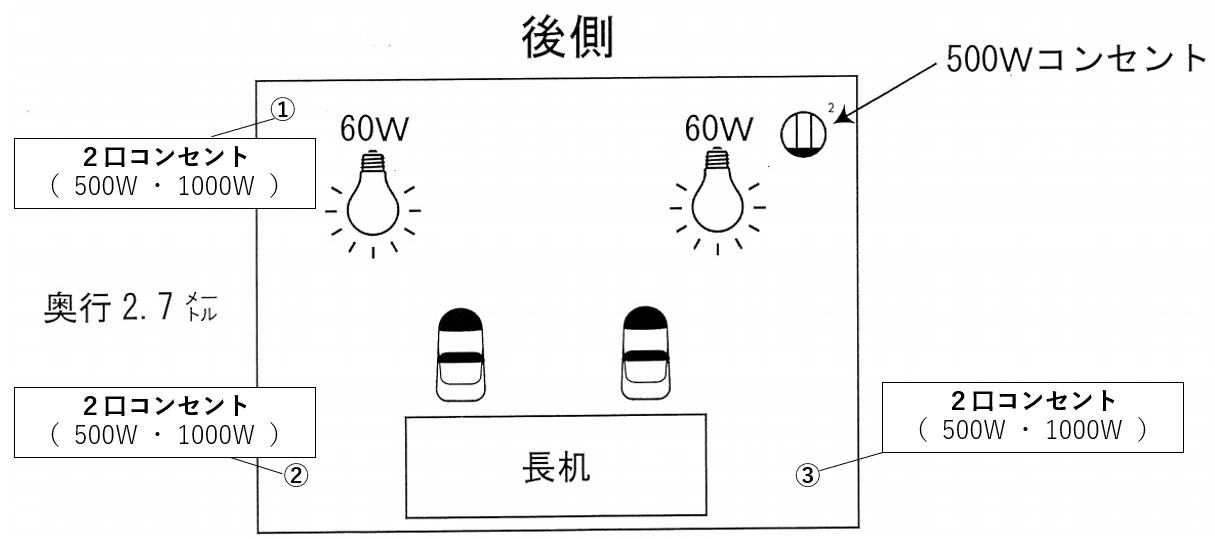 後側
500Wコンセント
①
60W
60W
2
２口コンセント
（ 500W ・ 1000W ）
奥行2.7メートル
２口コンセント
（ 500W ・ 1000W ）
２口コンセント
（ 500W ・ 1000W ）
長机
②
③